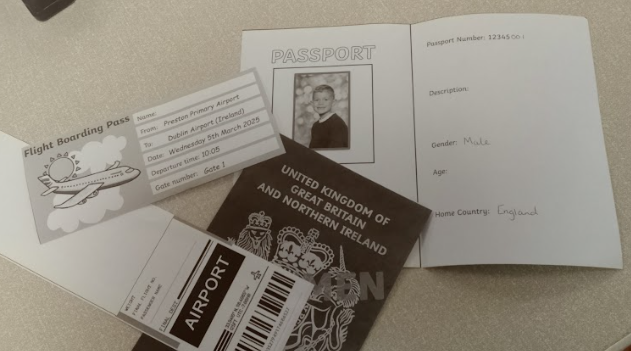 Flight Boarding Pass
Name:
From: Preston Primary Airport
To: Dublin Airport (Ireland)
Date: Wednesday 5th March 2025
Departure time: 10:05
Gate number: Gate 1
PASSPORT
Passport Number: 12345
Description:
Gender: Male
Age:
Home Country: England
UNITED KINGDOM OF
GREAT BRITAIN
AND NORTHERN IRELAND
AIRPORT